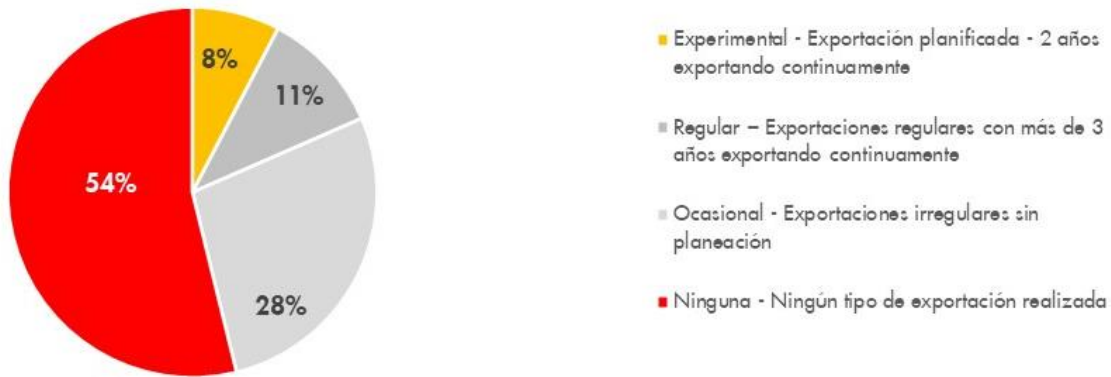 8%
11%
54%
28%
Experimental - Exportación planificada - 2 años
exportando continuamente
Regular – Exportaciones regulares con más de 3
años exportando continuamente
Ocasional - Exportaciones irregulares sin
planeación
Ninguna - Ningún tipo de exportación realizada